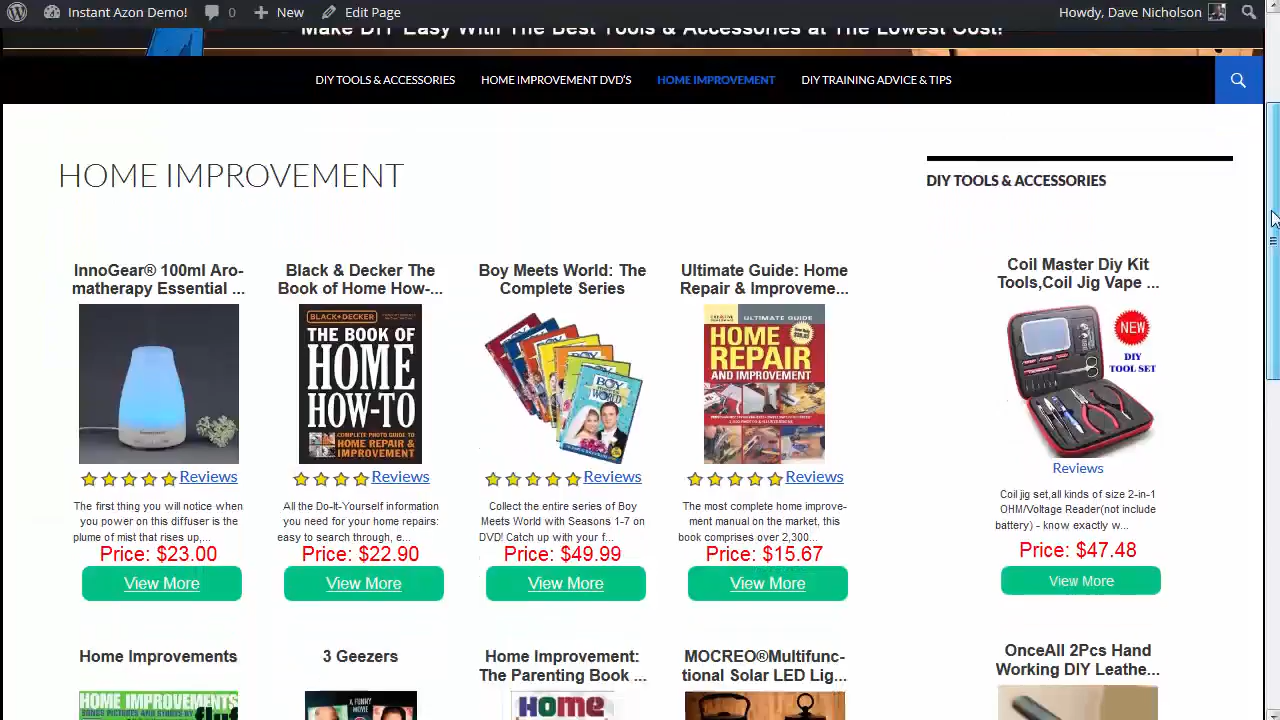 Instant Azon Demo! 0 New Edit Page Howdy, Dave Nicholson
Make DIY Easy With The Best Tools & Accessories at The Lowest Cost!
DIY TOOLS & ACCESSORIES HOME IMPROVEMENT DVD'S HOME IMPROVEMENT DIY TRAINING ADVICE & TIPS
HOME IMPROVEMENT
DIY TOOLS & ACCESSORIES
InnoGear® 100ml Aro-
matherapy Essential ...
Black & Decker The
Book of Home How-...
Boy Meets World: The
Complete Series
Ultimate Guide: Home
Repair & Improveme...
Coil Master Diy Kit
Tools,Coil Jig Vape ...
BLACK+DECKER
THE BOOK OF
HOME
HOW-TO
COMPLETE PHOTO GUIDE TO
HOME REPAIR &
IMPROVEMENT
BOY
MEETS
WORLD
ULTIMATE GUIDE
HOME
REPAIR
AND IMPROVEMENT
NEW
DIY
TOOL SET
Reviews
Reviews
Reviews
Reviews
Reviews
The first thing you will notice when
you power on this diffuser is the
plume of mist that rises up,...
Price: $23.00
View More
All the Do-It-Yourself information
you need for your home repairs:
easy to search through, e...
Price: $22.90
View More
Collect the entire series of Boy
Meets World with Seasons 1-7 on
DVD! Catch up with your f...
Price: $49.99
View More
The most complete home improve-
ment manual on the market, this
book comprises over 2,300...
Price: $15.67
View More
Coil jig set,all kinds of size 2-in-1
OHM/Voltage Reader(not include
battery) - know exactly w...
Price: $47.48
View More
Home Improvements
3 Geezers
Home Improvement:
The Parenting Book ...
MOCREO®Multifunc-
tional Solar LED Lig...
OnceAll 2Pcs Hand
Working DIY Leathe...
HOME IMPROVEMENTS
A FUNNY
MOVIE
Home